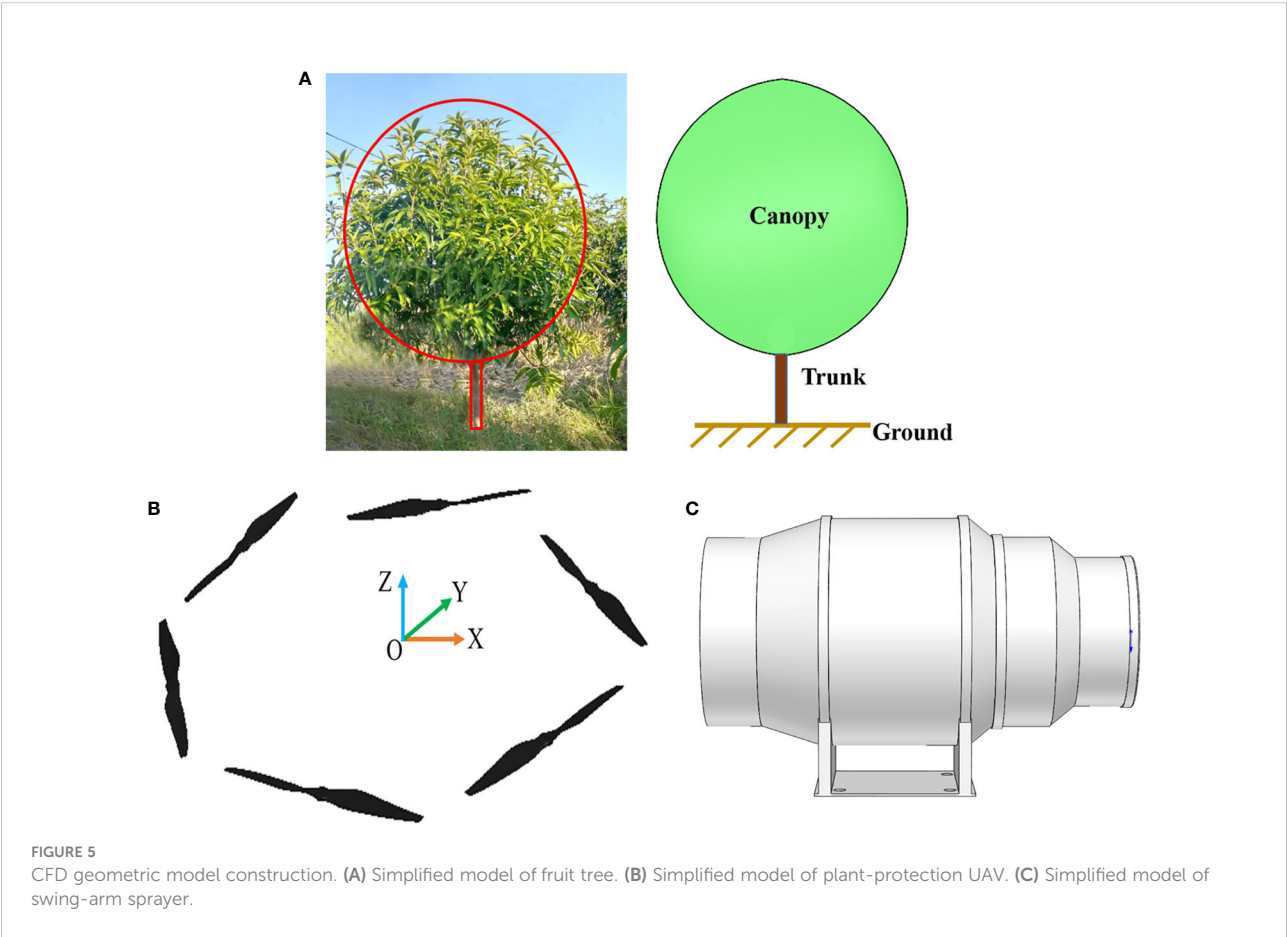 A
Canopy
Trunk
Ground
B
Z
Y
O
X
C
FIGURE 5
CFD geometric model construction. (A) Simplified model of fruit tree. (B) Simplified model of plant-protection UAV. (C) Simplified model of
swing-arm sprayer.